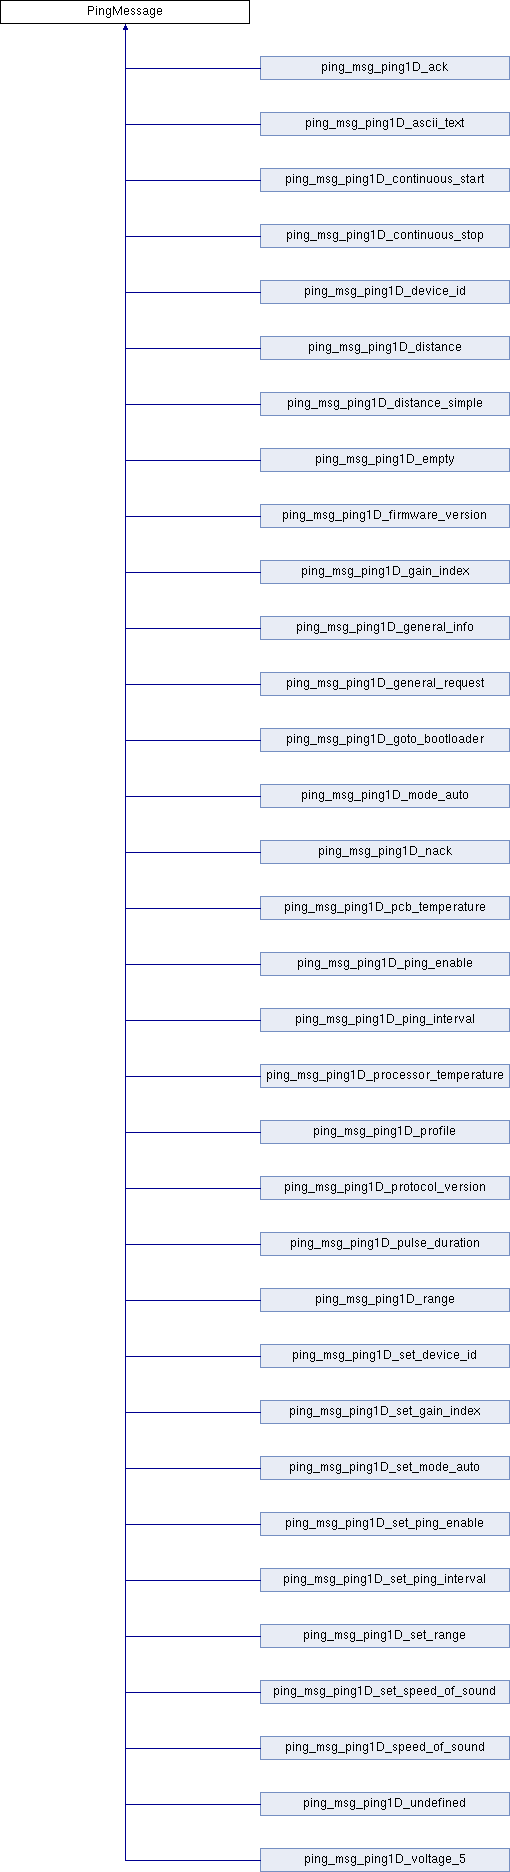 PingMessage
ping_msg_ping1D_ack
ping_msg_ping1D_ascii_text
ping_msg_ping1D_continuous_start
ping_msg_ping1D_continuous_stop
ping_msg_ping1D_device_id
ping_msg_ping1D_distance
ping_msg_ping1D_distance_simple
ping_msg_ping1D_empty
ping_msg_ping1D_firmware_version
ping_msg_ping1D_gain_index
ping_msg_ping1D_general_info
ping_msg_ping1D_general_request
ping_msg_ping1D_goto_bootloader
ping_msg_ping1D_mode_auto
ping_msg_ping1D_nack
ping_msg_ping1D_pcb_temperature
ping_msg_ping1D_ping_enable
ping_msg_ping1D_ping_interval
ping_msg_ping1D_processor_temperature
ping_msg_ping1D_profile
ping_msg_ping1D_protocol_version
ping_msg_ping1D_pulse_duration
ping_msg_ping1D_range
ping_msg_ping1D_set_device_id
ping_msg_ping1D_set_gain_index
ping_msg_ping1D_set_mode_auto
ping_msg_ping1D_set_ping_enable
ping_msg_ping1D_set_ping_interval
ping_msg_ping1D_set_range
ping_msg_ping1D_set_speed_of_sound
ping_msg_ping1D_speed_of_sound
ping_msg_ping1D_undefined
ping_msg_ping1D_voltage_5